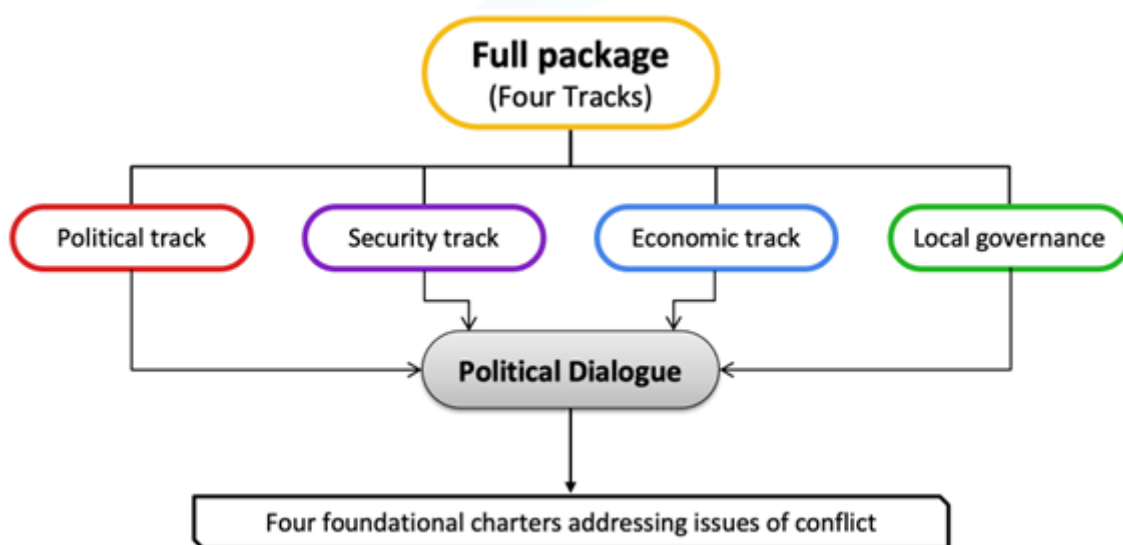 Full package
(Four Tracks)
Political track
Security track
Economic track
Local governance
Political Dialogue
Four foundational charters addressing issues of conflict